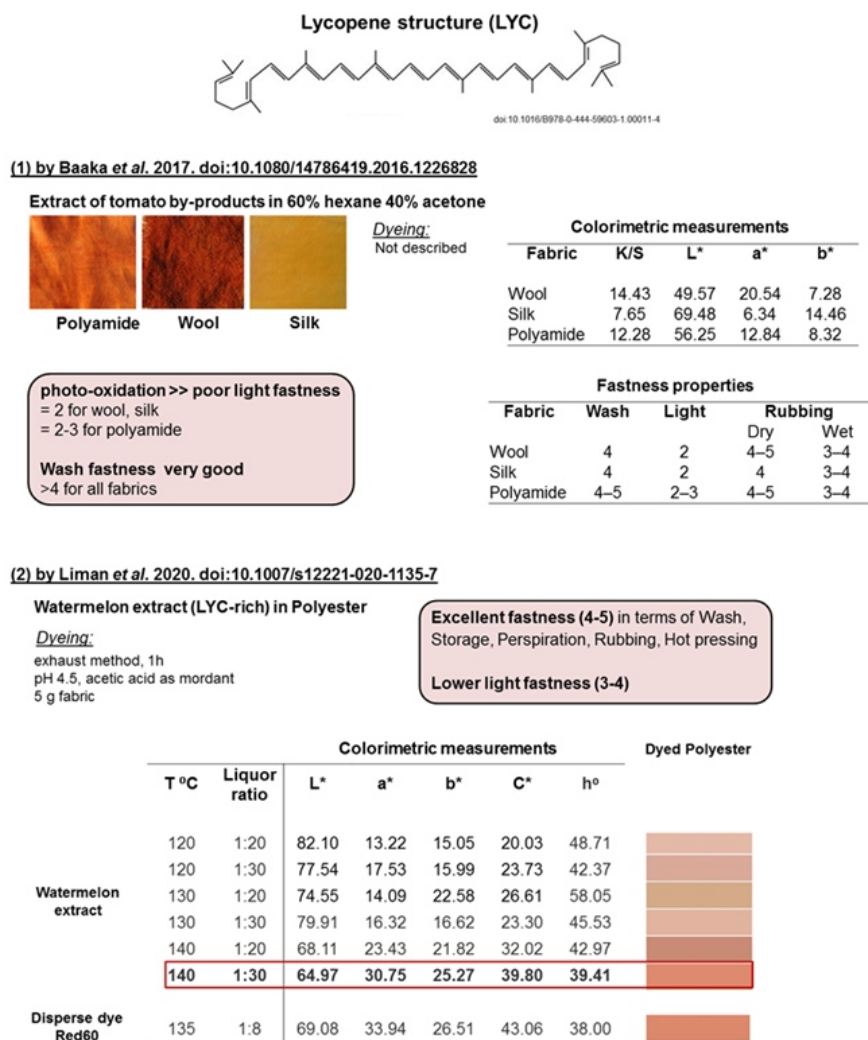 Lycopene structure (LYC)
doi:10.1016/B978-0-444-59603-1.00011-4
(1) by Baaka et al. 2017. doi:10.1080/14786419.2016.1226828
Extract of tomato by-products in 60% hexane 40% acetone
Polyamide Wool Silk
Dyeing:
Not described
Colorimetric measurements
Fabric K/S L* a* b*
Wool 14.43 49.57 20.54 7.28
Silk 7.65 69.48 6.34 14.46
Polyamide 12.28 56.25 12.84 8.32
photo-oxidation >> poor light fastness
= 2 for wool, silk
= 2-3 for polyamide
Wash fastness very good
>4 for all fabrics
Fastness properties
Fabric Wash Light Rubbing
Dry Wet
Wool 4 2 4–5 3–4
Silk 4 2 4 3–4
Polyamide 4–5 2–3 4–5 3–4
(2) by Liman et al. 2020. doi:10.1007/s12221-020-1135-7
Watermelon extract (LYC-rich) in Polyester
Dyeing:
exhaust method, 1h
pH 4.5, acetic acid as mordant
5 g fabric
Excellent fastness (4-5) in terms of Wash,
Storage, Perspiration, Rubbing, Hot pressing
Lower light fastness (3-4)
Colorimetric measurements Dyed Polyester
T ºC Liquor ratio L* a* b* C* hº
120 1:20 82.10 13.22 15.05 20.03 48.71
120 1:30 77.54 17.53 15.99 23.73 42.37
Watermelon extract
130 1:20 74.55 14.09 22.58 26.61 58.05
130 1:30 79.91 16.32 16.62 23.30 45.53
140 1:20 68.11 23.43 21.82 32.02 42.97
140 1:30 64.97 30.75 25.27 39.80 39.41
Disperse dye Red60 135 1:8 69.08 33.94 26.51 43.06 38.00